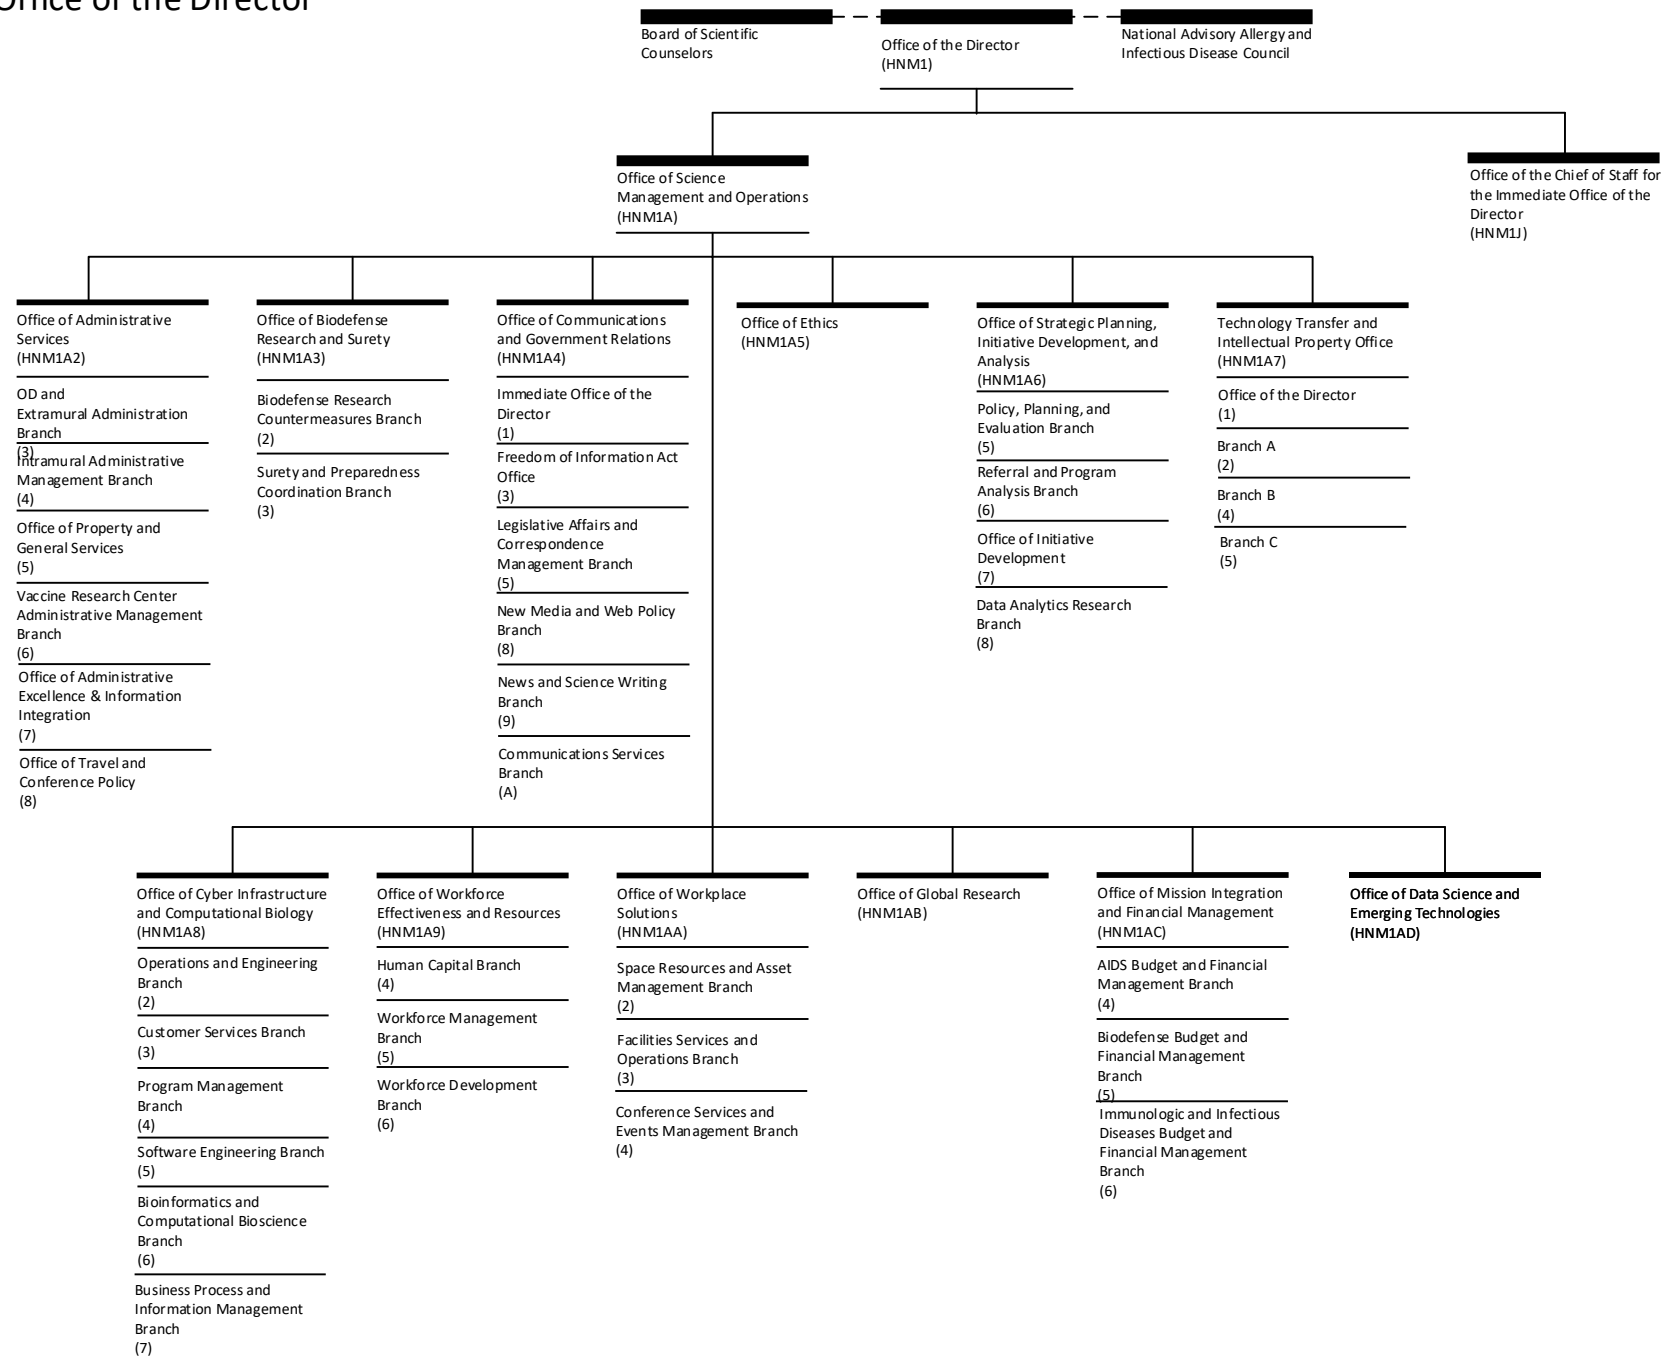 Office of the Director
Board of Scientific
Counselors
Office of the Director
(HNM1)
National Advisory Allergy and
Infectious Disease Council
Office of Science
Management and Operations
(HNM1A)
Office of the Chief of Staff for
the Immediate Office of the
Director
(HNM1J)
Office of Administrative
Services
(HNM1A2)
OD and
Extramural Administration
Branch
(3)
Intramural Administrative
Management Branch
(4)
Office of Property and
General Services
(5)
Vaccine Research Center
Administrative Management
Branch
(6)
Office of Administrative
Excellence & Information
Integration
(7)
Office of Travel and
Conference Policy
(8)
Office of Biodefense
Research and Surety
(HNM1A3)
Biodefense Research
Countermeasures Branch
(2)
Surety and Preparedness
Coordination Branch
(3)
Office of Communications
and Government Relations
(HNM1A4)
Immediate Office of the
Director
(1)
Freedom of Information Act
Office
(3)
Legislative Affairs and
Correspondence
Management Branch
(5)
New Media and Web Policy
Branch
(8)
News and Science Writing
Branch
(9)
Communications Services
Branch
(A)
Office of Ethics
(HNM1A5)
Office of Strategic Planning,
Initiative Development, and
Analysis
(HNM1A6)
Policy, Planning, and
Evaluation Branch
(5)
Referral and Program
Analysis Branch
(6)
Office of Initiative
Development
(7)
Data Analytics Research
Branch
(8)
Technology Transfer and
Intellectual Property Office
(HNM1A7)
Office of the Director
(1)
Branch A
(2)
Branch B
(4)
Branch C
(5)
Office of Cyber Infrastructure
and Computational Biology
(HNM1A8)
Operations and Engineering
Branch
(2)
Customer Services Branch
(3)
Program Management
Branch
(4)
Software Engineering Branch
(5)
Bioinformatics and
Computational Bioscience
Branch
(6)
Business Process and
Information Management
Branch
(7)
Office of Workforce
Effectiveness and Resources
(HNM1A9)
Human Capital Branch
(4)
Workforce Management
Branch
(5)
Workforce Development
Branch
(6)
Office of Workplace
Solutions
(HNM1AA)
Space Resources and Asset
Management Branch
(2)
Facilities Services and
Operations Branch
(3)
Conference Services and
Events Management Branch
(4)
Office of Global Research
(HNM1AB)
Office of Mission Integration
and Financial Management
(HNM1AC)
AIDS Budget and Financial
Management Branch
(4)
Biodefense Budget and
Financial Management
Branch
(5)
Immunologic and Infectious
Diseases Budget and
Financial Management
Branch
(6)
Office of Data Science and
Emerging Technologies
(HNM1AD)